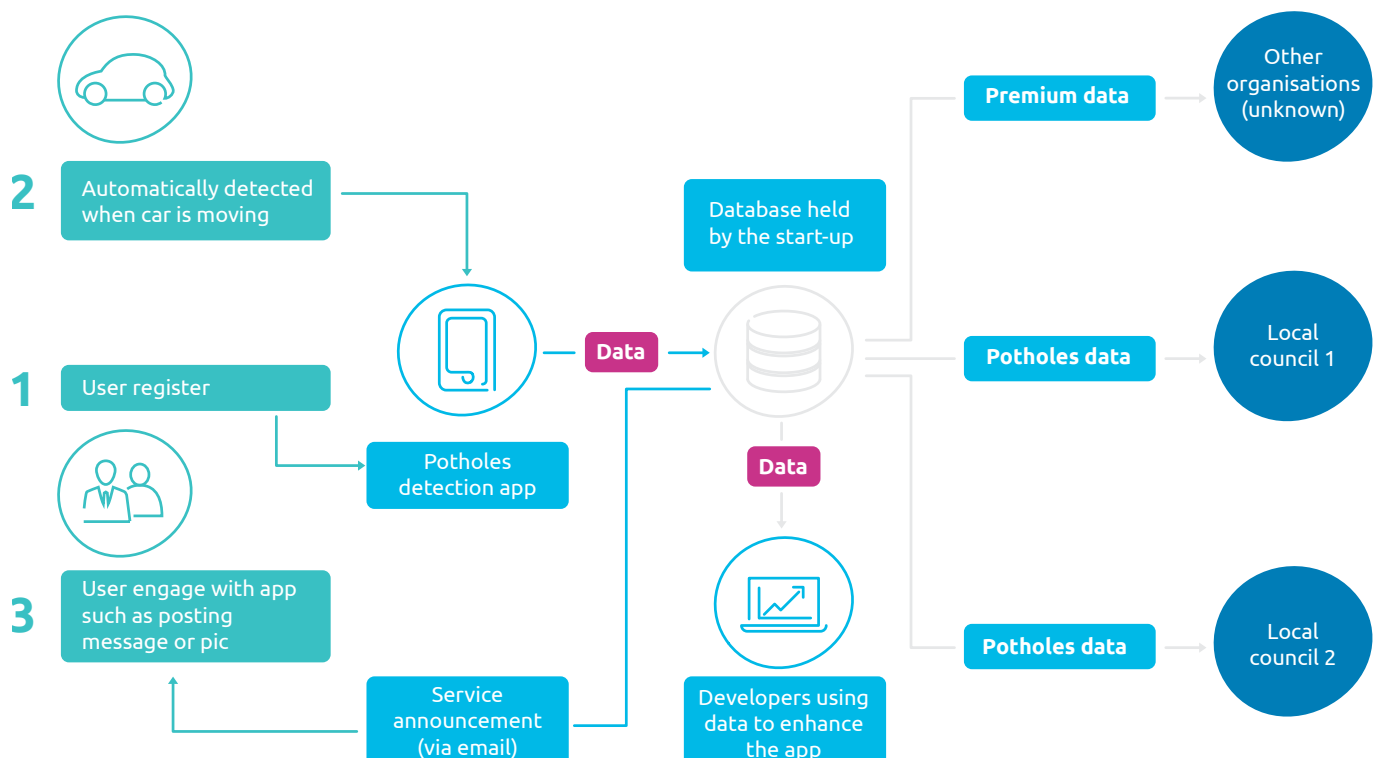 2
Automatically detected
when car is moving
1
User register
3
User engage with app
such as posting
message or pic
Potholes
detection app
Service
announcement
(via email)
Data
Database held
by the start-up
Data
Developers using
data to enhance
the app
Premium data
Other
organisations
(unknown)
Potholes data
Local
council 1
Potholes data
Local
council 2